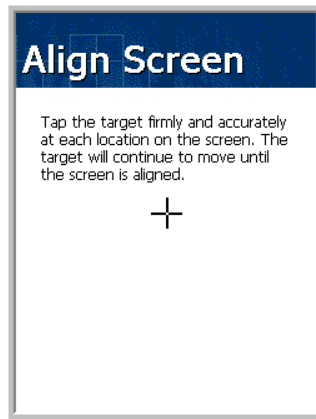 Align Screen
Tap the target firmly and accurately
at each location on the screen. The
target will continue to move until
the screen is aligned.